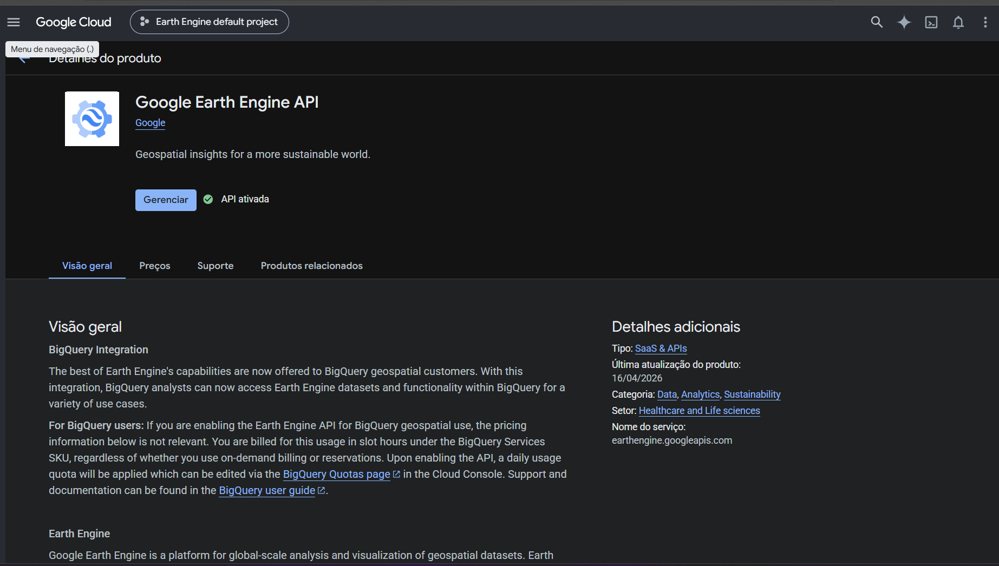 Google Cloud
Earth Engine default project
Menu de navegação (.)
Detalhes do produto
Google Earth Engine API
Google
Geospatial insights for a more sustainable world.
Gerenciar
API ativada
Visão geral
Preços
Suporte
Produtos relacionados
Visão geral
BigQuery Integration
The best of Earth Engine's capabilities are now offered to BigQuery geospatial customers. With this
integration, BigQuery analysts can now access Earth Engine datasets and functionality within BigQuery for a
variety of use cases.
For BigQuery users: If you are enabling the Earth Engine API for BigQuery geospatial use, the pricing
information below is not relevant. You are billed for this usage in slot hours under the BigQuery Services
SKU, regardless of whether you use on-demand billing or reservations. Upon enabling the API, a daily usage
quota will be applied which can be edited via the BigQuery Quotas page in the Cloud Console. Support and
documentation can be found in the BigQuery user guide.
Earth Engine
Google Earth Engine is a platform for global-scale analysis and visualization of geospatial datasets. Earth
Detalhes adicionais
Tipo: SaaS & APIs
Última atualização do produto:
16/04/2026
Categoria: Data, Analytics, Sustainability
Setor: Healthcare and Life sciences
Nome do serviço:
earthengine.googleapis.com